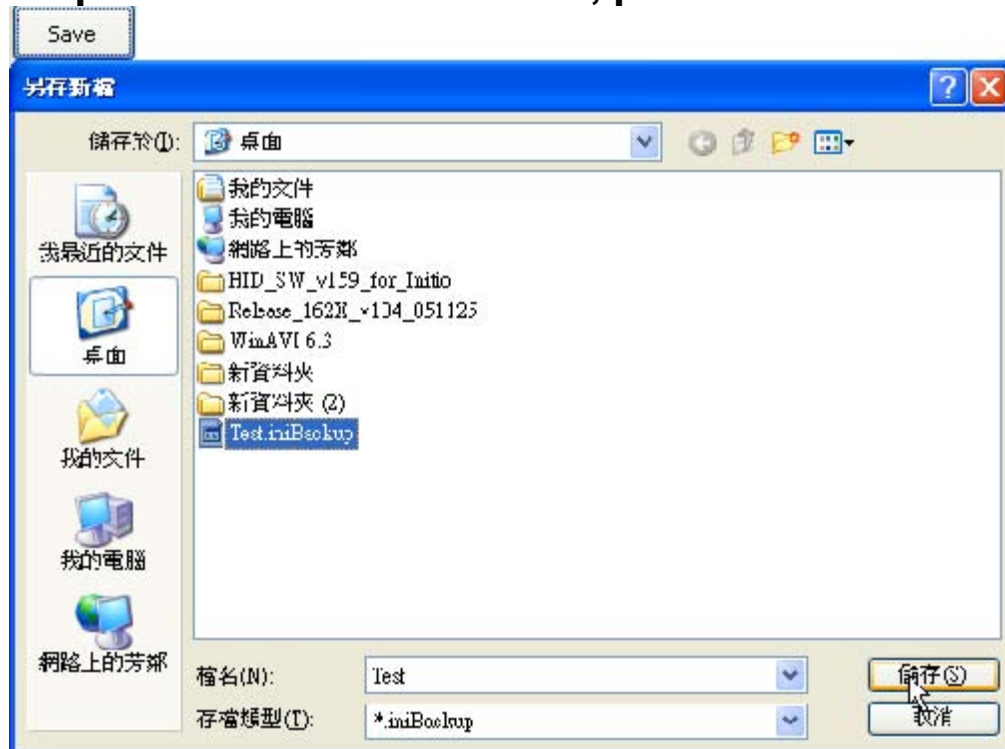 Save
另存新檔
儲存於(I):
桌面
我的文件
我的電腦
網路上的芳鄰
HID_SW_v159_for_Initio
Release_162X_v104_051125
WinAVI 6.3
新資料夾
新資料夾 (2)
Test.iniBackup
我最近的文件
桌面
我的文件
我的電腦
網路上的芳鄰
檔名(N):
Test
儲存(S)
存檔類型(T):
*.iniBackup
取消